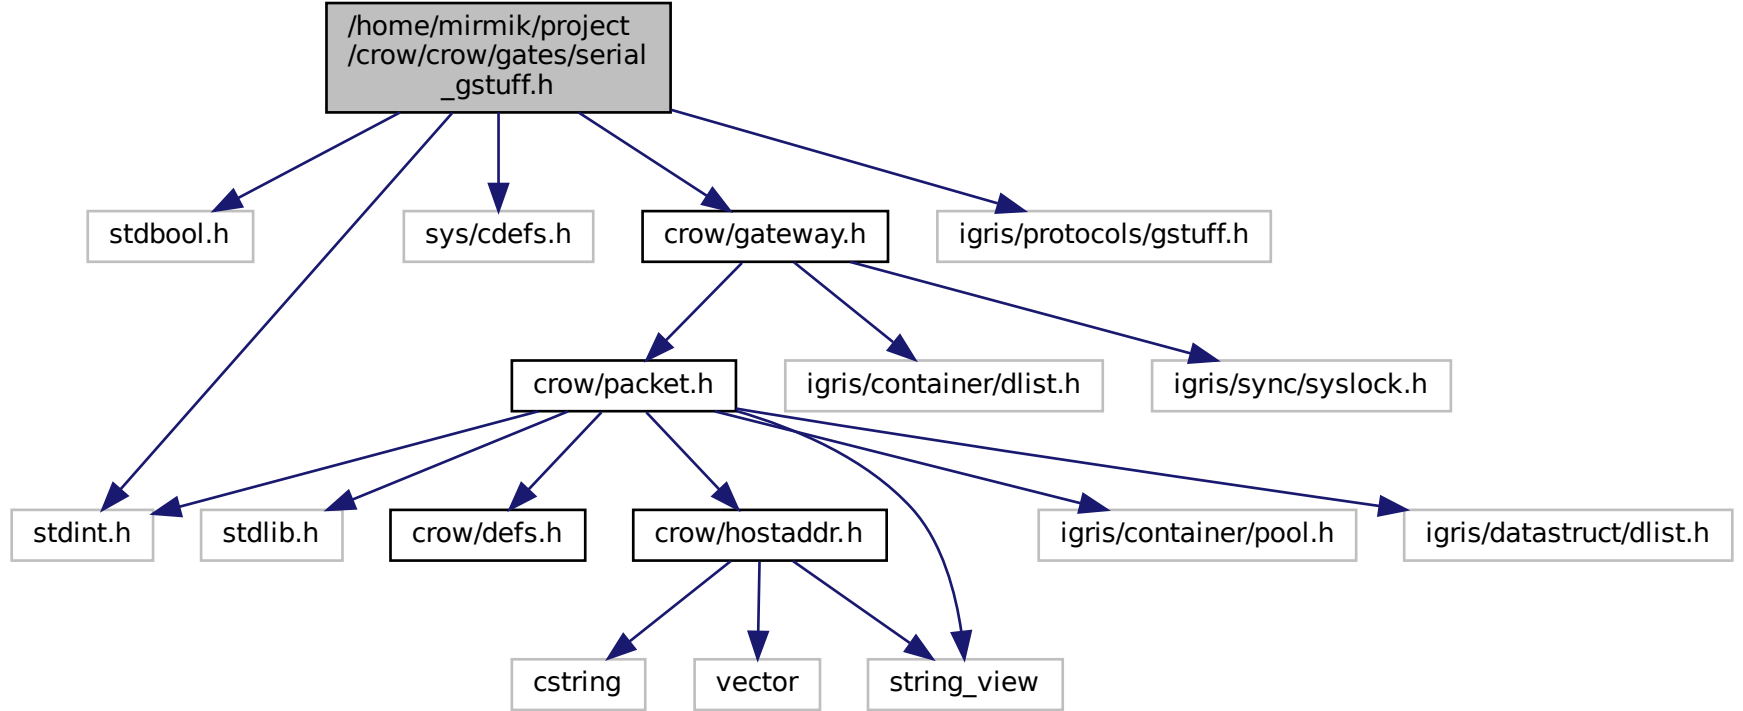 /home/mirmik/project
/crow/crow/gates/serial
_gstuff.h
stdbool.h
sys/cdefs.h
crow/gateway.h
igris/protocols/gstuff.h
crow/packet.h
igris/container/dlist.h
igris/sync/syslock.h
stdint.h
stdlib.h
crow/defs.h
crow/hostaddr.h
igris/container/pool.h
igris/datastruct/dlist.h
cstring
vector
string_view